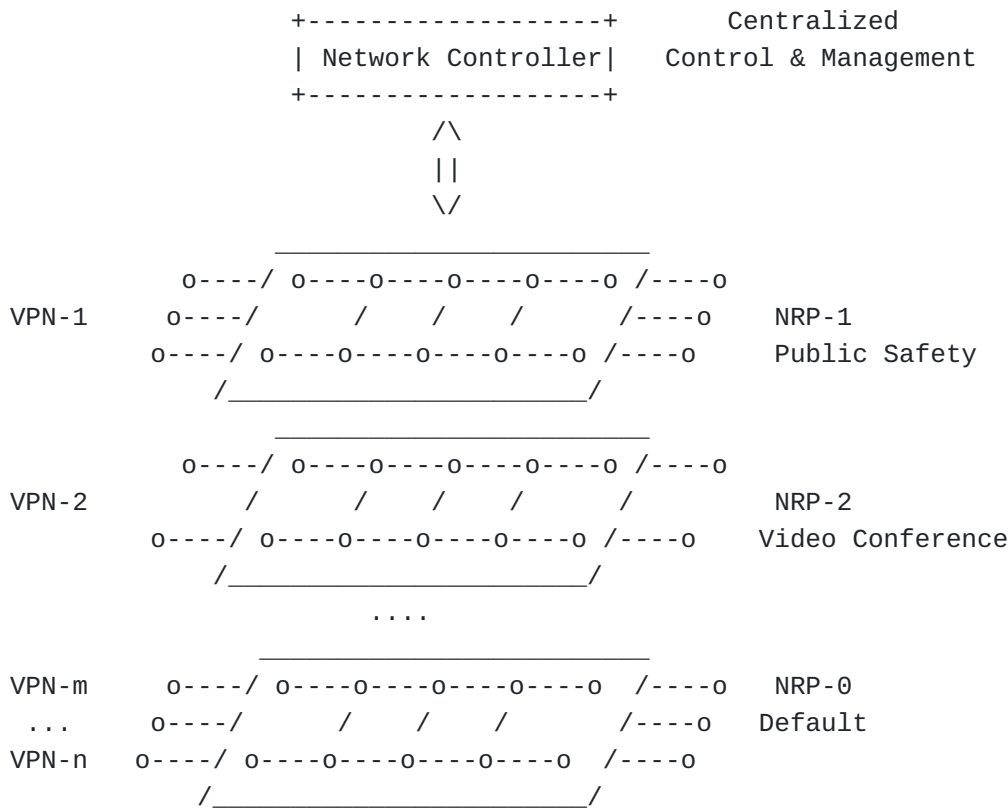 Centralized
Network Controller Control & Management
VPN-1 NRP-1
Public Safety
VPN-2 NRP-2
Video Conference
....
VPN-m NRP-0
... Default
VPN-n